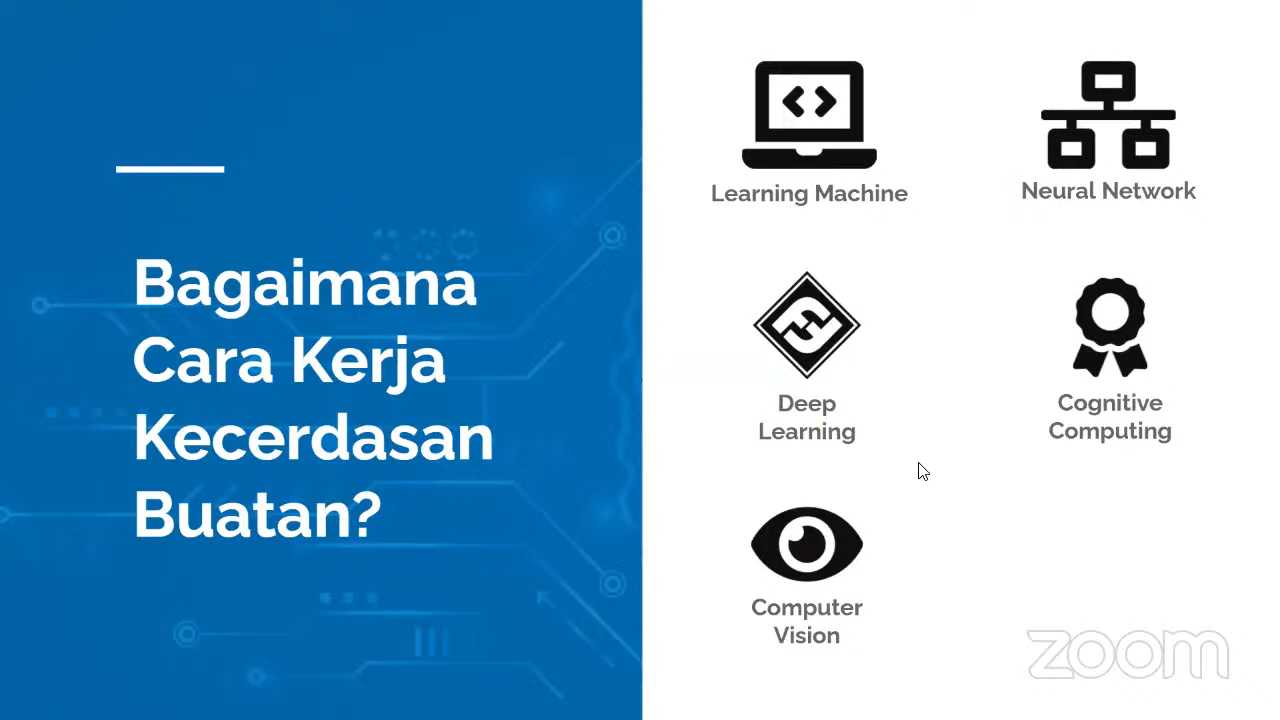 Bagaimana
Cara Kerja
Kecerdasan
Buatan?
Learning Machine
Neural Network
Deep
Learning
Cognitive
Computing
Computer
Vision
zoom